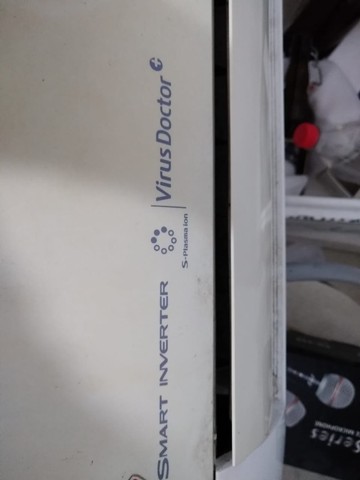 SMART INVERTER
S-Plasma ion
Virus Doctor
series